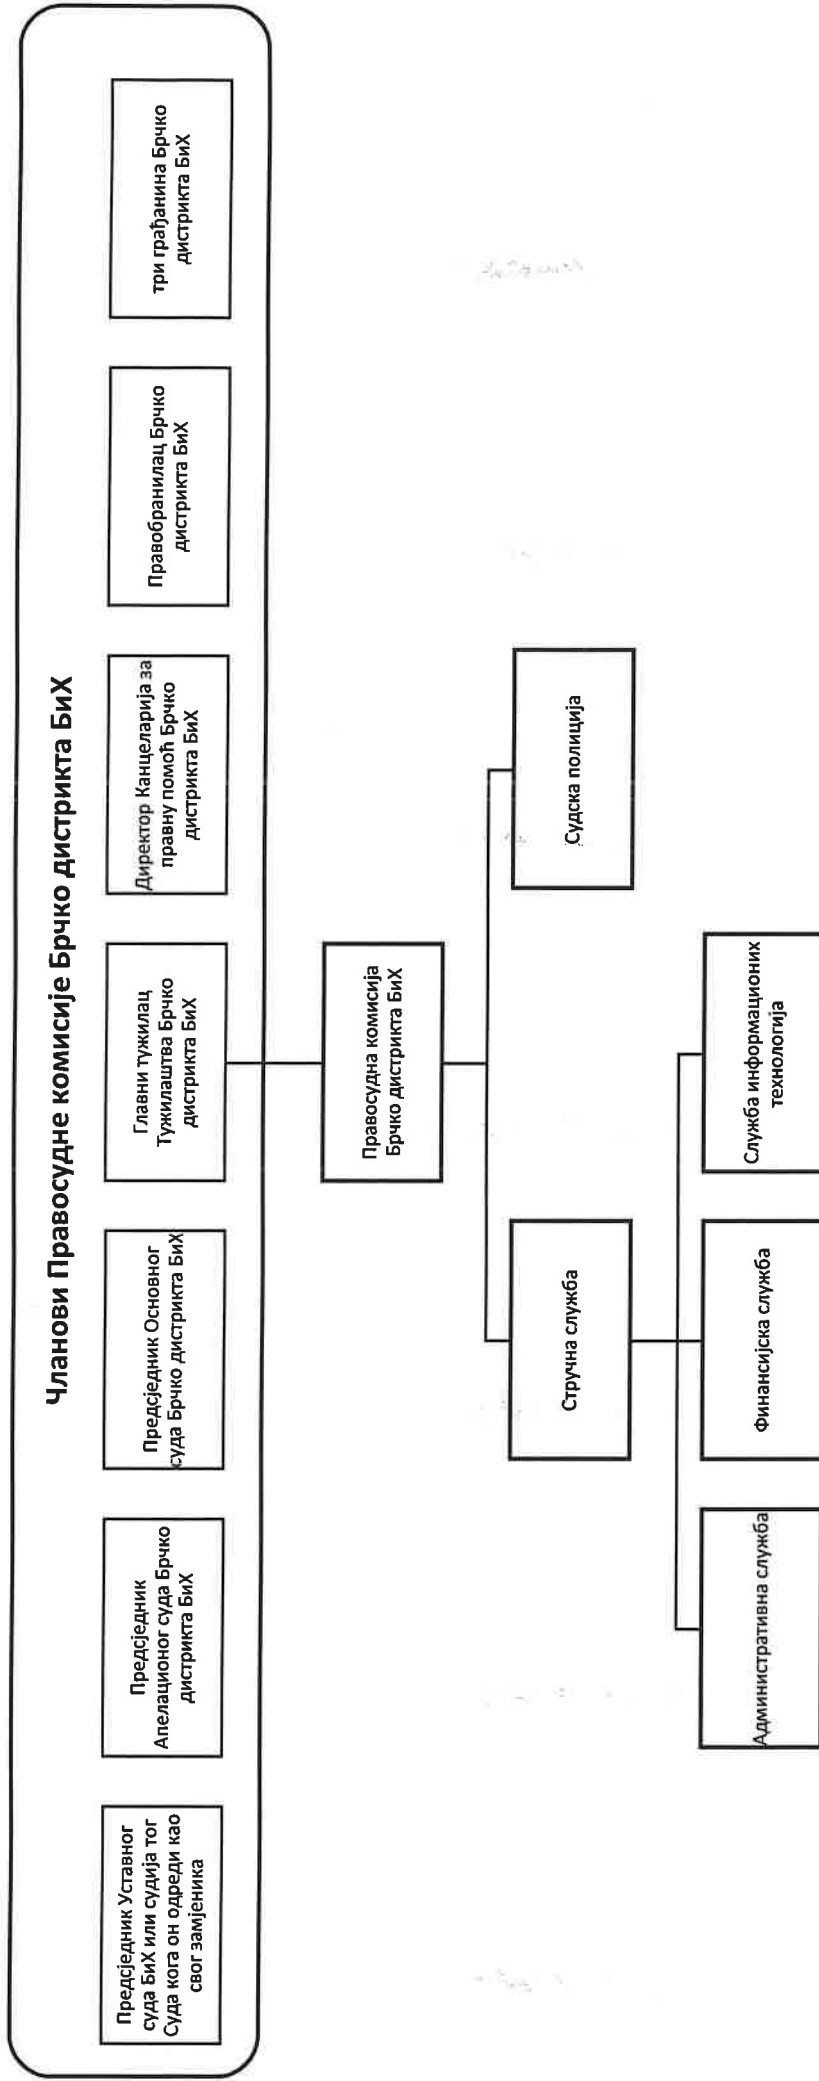 Чланови Правосудне комисије Брчко дистрикта БиХ
Предсједник Уставног
суда БиХ или судија тог
Суда кога он одреди као
свог замјеника
Предсједник
Апелационог суда Брчко
дистрикта БиХ
Предсједник Основног
суда Брчко дистрикта БиХ
Главни тужилац
Тужилаштва Брчко
дистрикта БиХ
Директор Канцеларија за
правну помоћ Брчко
дистрикта БиХ
Правобранилац Брчко
дистрикта БиХ
три грађанина Брчко
дистрикта БиХ
Правосудна комисија
Брчко дистрикта БиХ
Стручна служба
Судска полиција
Административна служба
Финансијска служба
Служба информационих
технологија